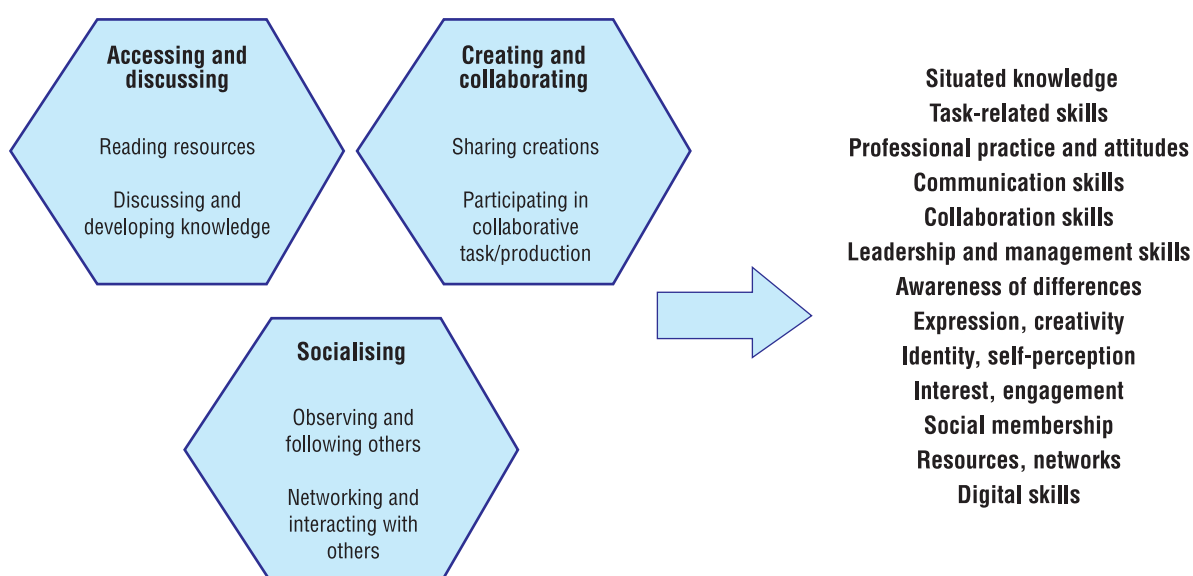 Accessing and
discussing
Reading resources
Discussing and
developing knowledge
Creating and
collaborating
Sharing creations
Participating in
collaborative
task/production
Socialising
Observing and
following others
Networking and
interacting with
others
Situated knowledge
Task-related skills
Professional practice and attitudes
Communication skills
Collaboration skills
Leadership and management skills
Awareness of differences
Expression, creativity
Identity, self-perception
Interest, engagement
Social membership
Resources, networks
Digital skills